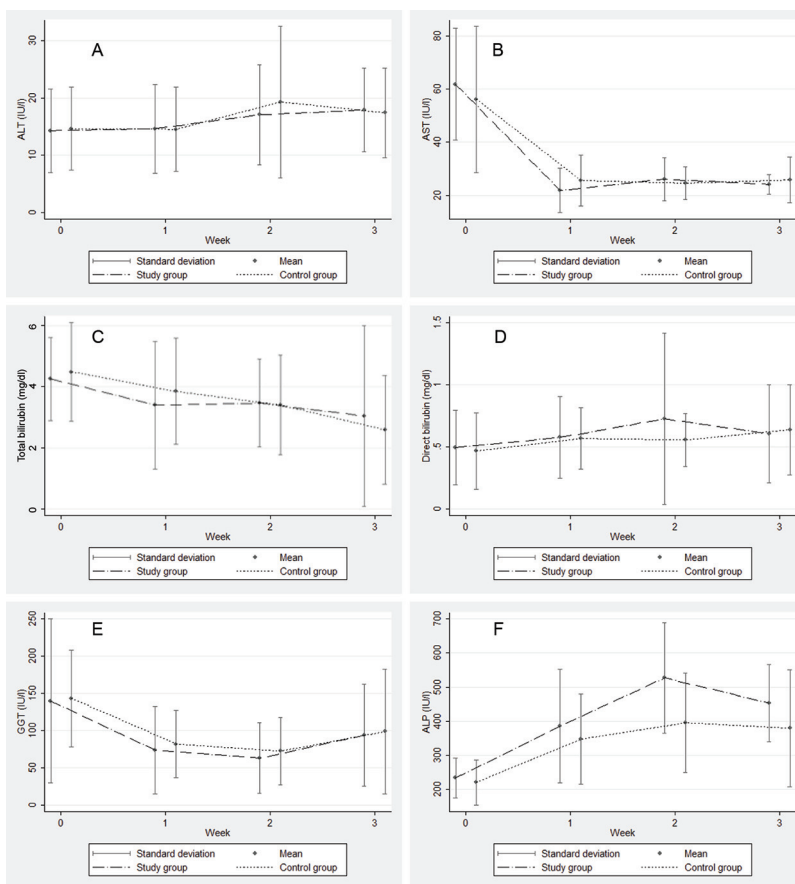 A
ALT (IU/l)
30
20
10
0
0 1 2 3
Week
Standard deviation Mean
Study group Control group
B
AST (IU/l)
80
60
40
20
0 1 2 3
Week
Standard deviation Mean
Study group Control group
C
Total bilirubin (mg/dl)
6
4
2
0
0 1 2 3
Week
Standard deviation Mean
Study group Control group
D
Direct bilirubin (mg/dl)
1.5
1
.5
0
0 1 2 3
Week
Standard deviation Mean
Study group Control group
E
GGT (IU/l)
250
200
150
100
50
0
0 1 2 3
Week
Standard deviation Mean
Study group Control group
F
ALP (IU/l)
700
600
500
400
300
200
0 1 2 3
Week
Standard deviation Mean
Study group Control group